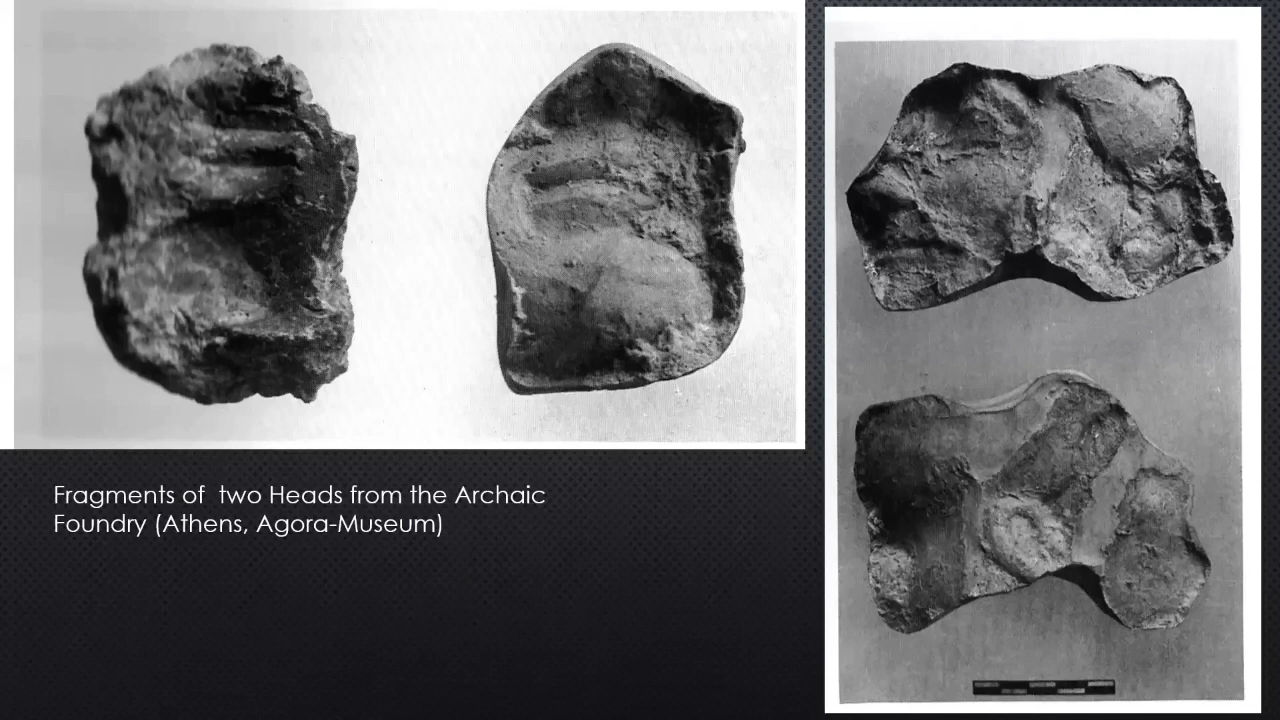 Fragments of  two Heads from the Archaic
Foundry (Athens, Agora-Museum)